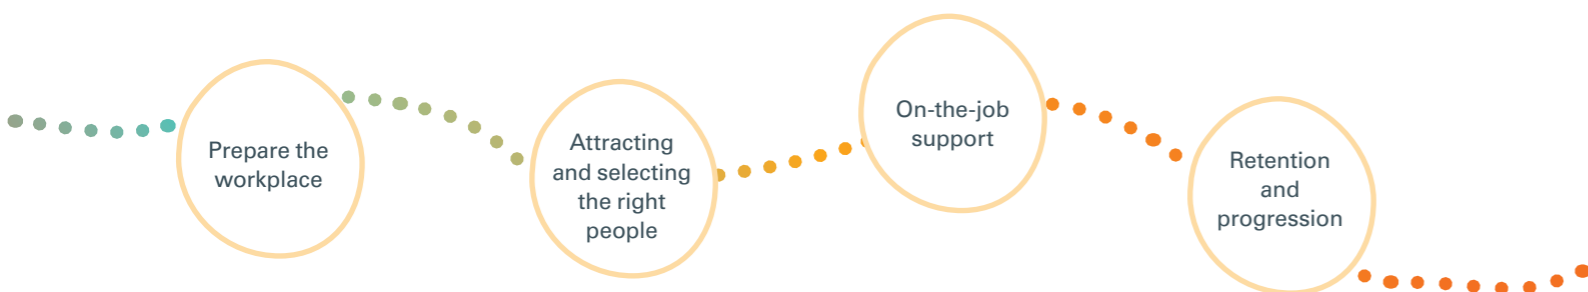 Prepare the
workplace
Attracting
and selecting
the right
people
On-the-job
support
Retention
and
progression